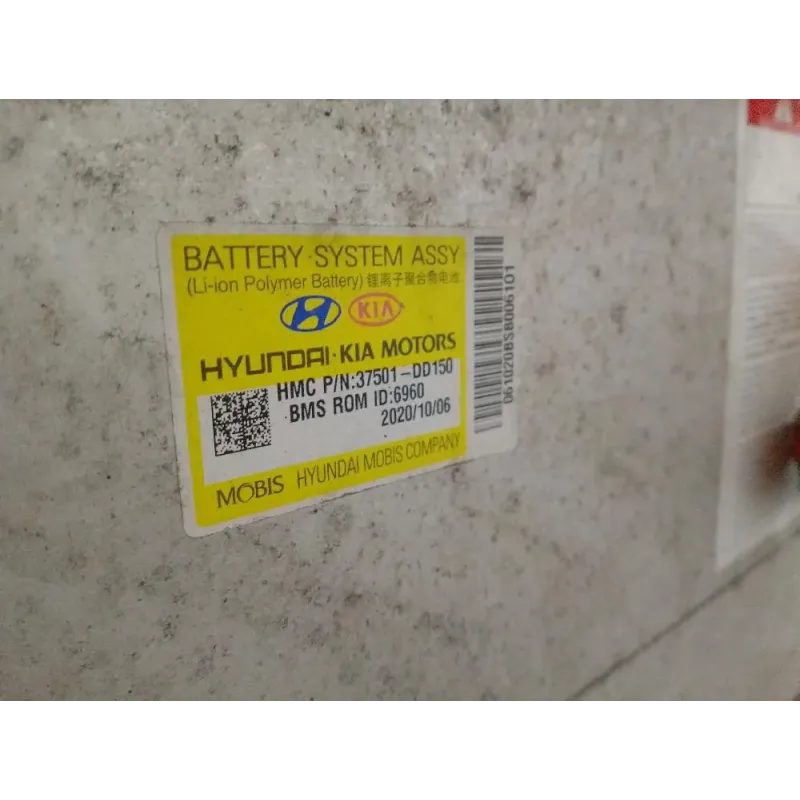 BATTERY·SYSTEM ASSY
(Li-ion Polymer Battery) 锂离子聚合物电池
KIA
HYUNDAI·KIA MOTORS
HMC P/N:37501-DD150
BMS ROM ID:6960
2020/10/06
MOBIS HYUNDAI MOBIS COMPANY
061020BSB006101